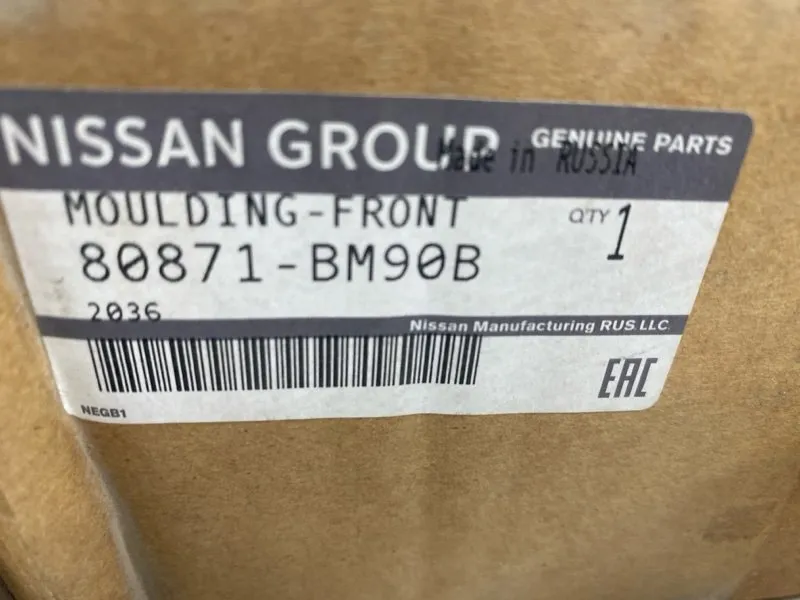 NISSAN GROUP GENUINE PARTS
Made in RUSSIA
MOULDING-FRONT QTY 1
80871-BM90B
2036
Nissan Manufacturing RUS LLC
EAC
NEGB1